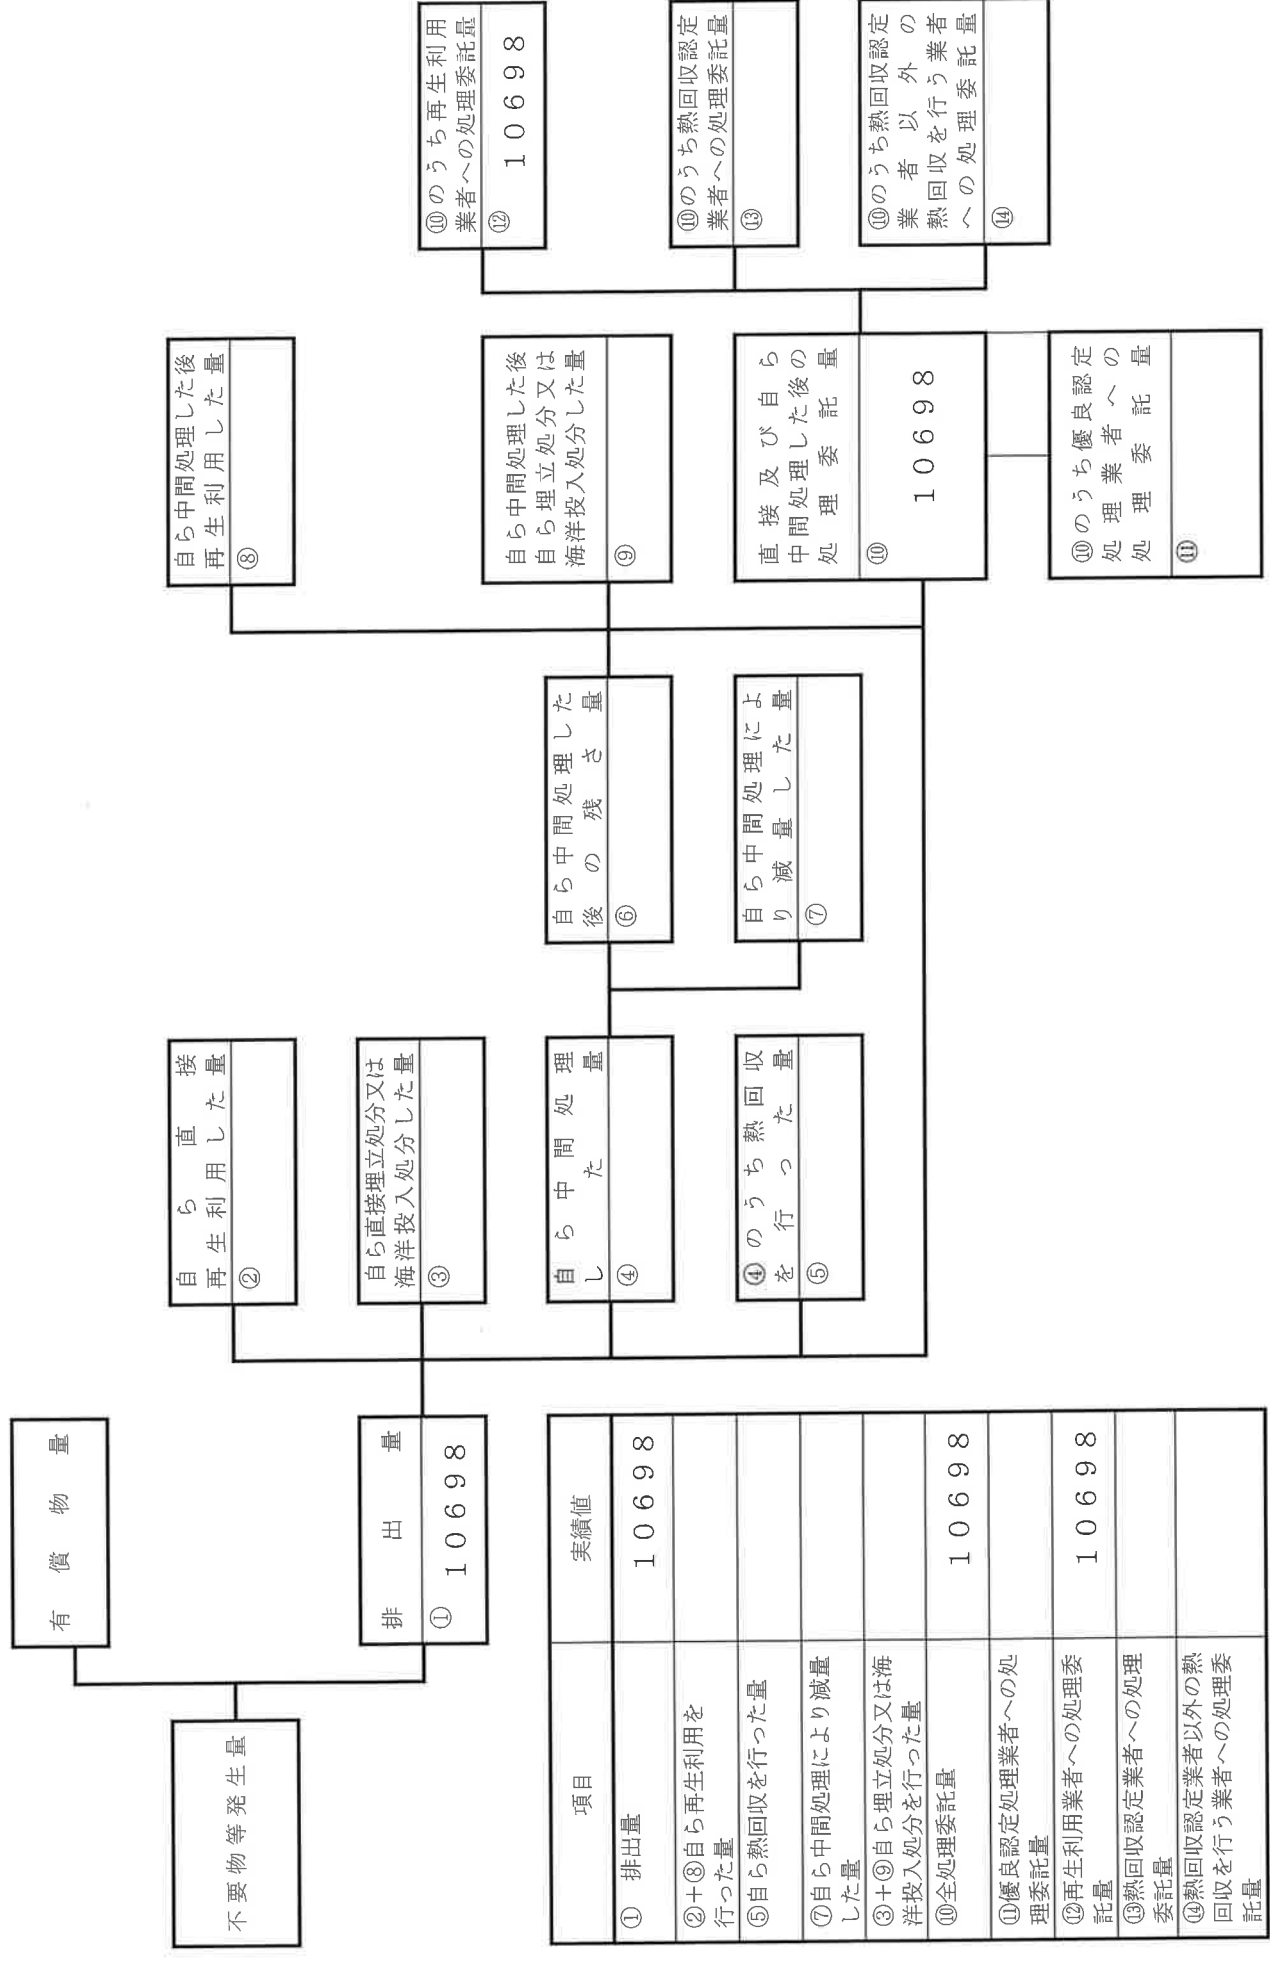 不要物等発生量
有償物量
排出量
① 10698
自ら直接
再生利用した量
②
自ら直接埋立処分又は
海洋投入処分した量
③
自ら中間処理
した量
④
④のうち熱回収
を行った量
⑤
自ら中間処理した
後の残さ量
⑥
自ら中間処理によ
り減量した量
⑦
自ら中間処理した後
再生利用した量
⑧
自ら中間処理した後
自ら埋立処分又は
海洋投入処分した量
⑨
直接及び自ら
中間処理した後の
処理委託量
⑩ 10698
⑩のうち優良認定
処理業者への
処理委託量
⑪
⑩のうち再生利用
業者への処理委託量
⑫ 10698
⑩のうち熱回収認定
業者への処理委託量
⑬
⑩のうち熱回収認定
業者以外の
熱回収を行う業者
への処理委託量
⑭
項目 実績値
① 排出量 10698
②+⑧自ら再生利用を
行った量
⑤自ら熱回収を行った量
⑦自ら中間処理により減量
した量
③+⑨自ら埋立処分又は海
洋投入処分を行った量
⑩全処理委託量 10698
⑪優良認定処理業者への処
理委託量
⑫再生利用業者への処理委
託量 10698
⑬熱回収認定業者への処理
委託量
⑭熱回収認定業者以外の熱
回収を行う業者への処理委
託量